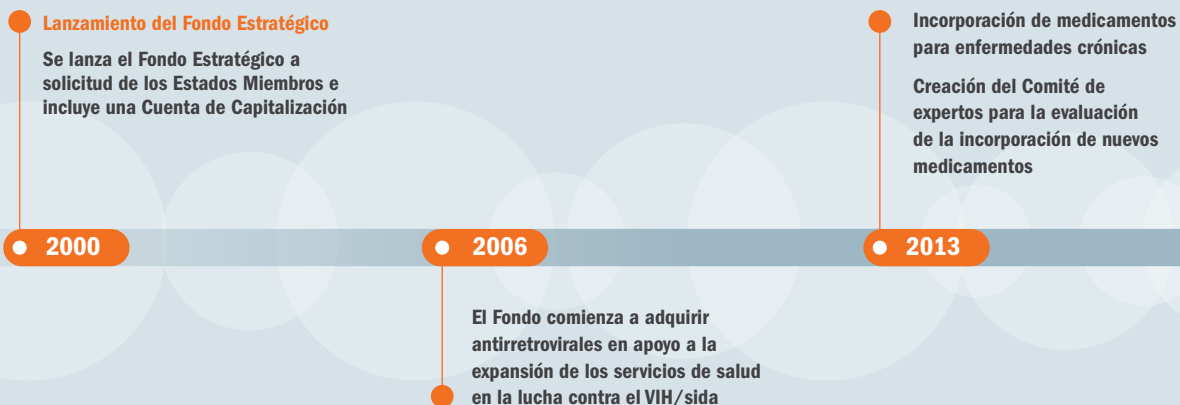 Lanzamiento del Fondo Estratégico
Se lanza el Fondo Estratégico a
solicitud de los Estados Miembros e
incluye una Cuenta de Capitalización
2000
2006
El Fondo comienza a adquirir
antirretrovirales en apoyo a la
expansión de los servicios de salud
en la lucha contra el VIH/sida
Incorporación de medicamentos
para enfermedades crónicas
Creación del Comité de
expertos para la evaluación
de la incorporación de nuevos
medicamentos
2013